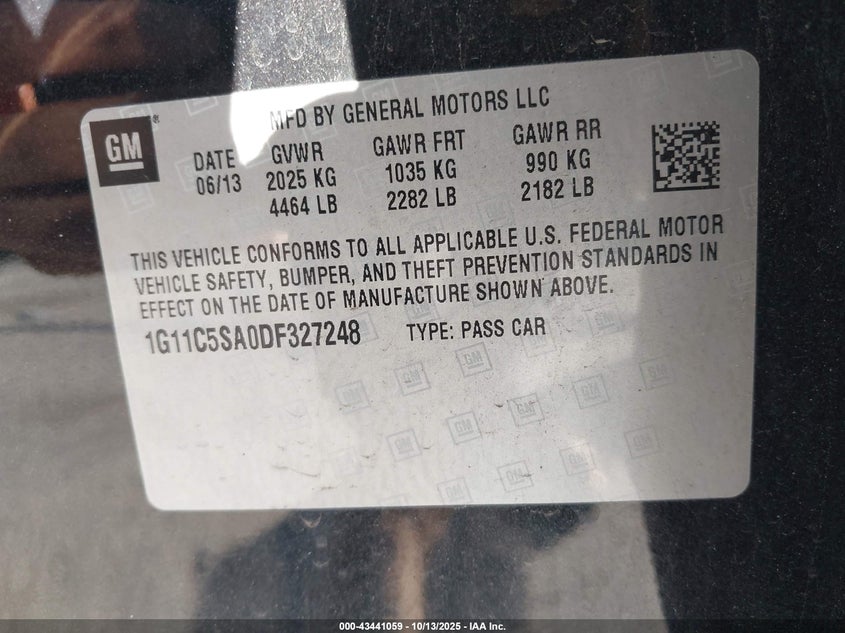 MFD BY GENERAL MOTORS LLC
GM®
DATE GVWR GAWR FRT GAWR RR
06/13 2025 KG 1035 KG 990 KG
4464 LB 2282 LB 2182 LB
THIS VEHICLE CONFORMS TO ALL APPLICABLE U.S. FEDERAL MOTOR
VEHICLE SAFETY, BUMPER, AND THEFT PREVENTION STANDARDS IN
EFFECT ON THE DATE OF MANUFACTURE SHOWN ABOVE.
1G11C5SA0DF327248 TYPE: PASS CAR
000-43441059 - 10/13/2025 - IAA Inc.